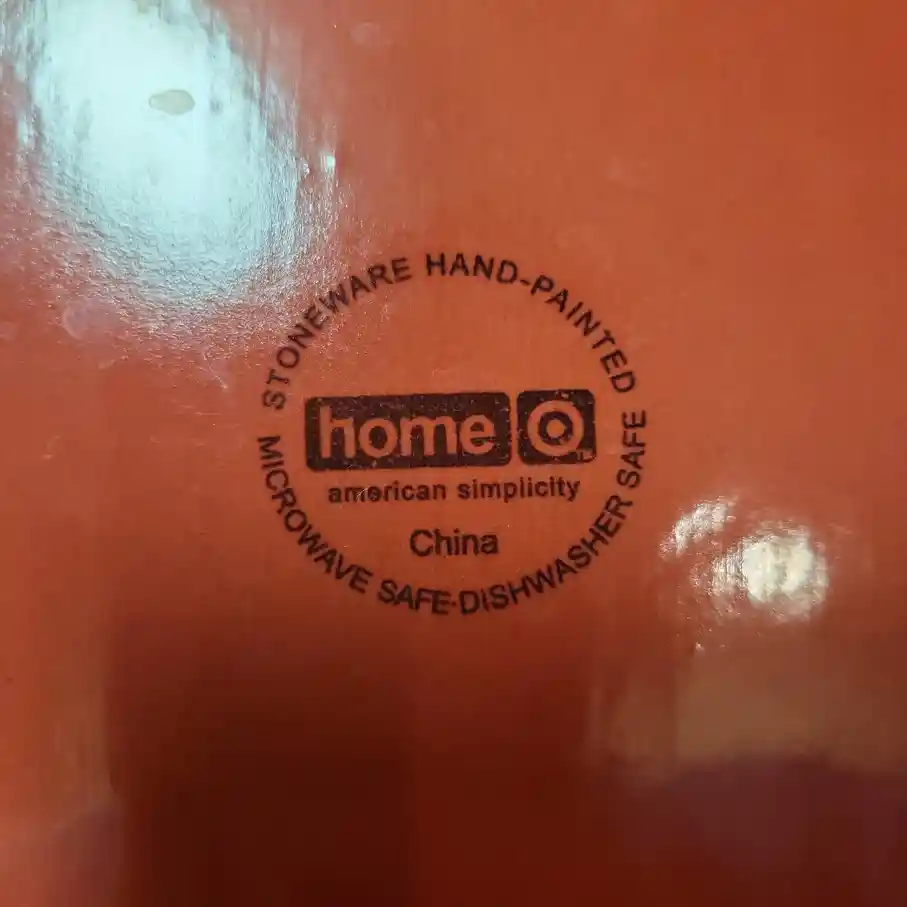 STONEWARE HAND-PAINTED
home
american simplicity
China
MICROWAVE SAFE·DISHWASHER SAFE